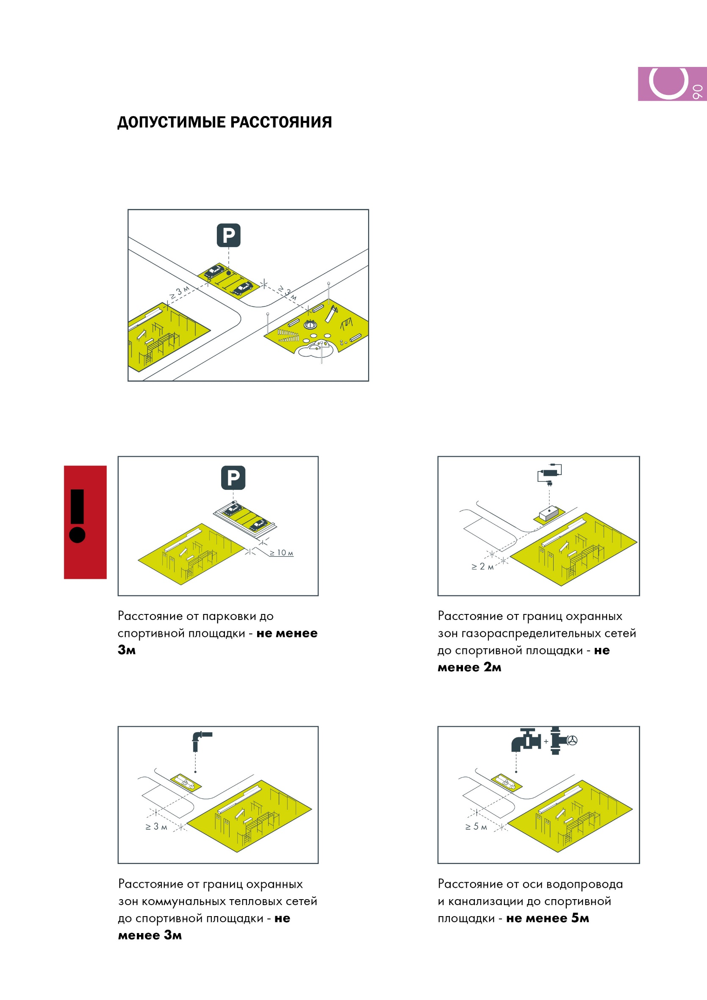 06
ДОПУСТИМЫЕ РАССТОЯНИЯ
P
≥ 3 м
≥ 3 м
!
P
≥ 10 м
≥ 2 м
Расстояние от парковки до
спортивной площадки - не менее
3м
Расстояние от границ охранных
зон газораспределительных сетей
до спортивной площадки - не
менее 2м
+
≥ 3 м
≥ 5 м
Расстояние от границ охранных
зон коммунальных тепловых сетей
до спортивной площадки - не
менее 3м
Расстояние от оси водопровода
и канализации до спортивной
площадки - не менее 5м